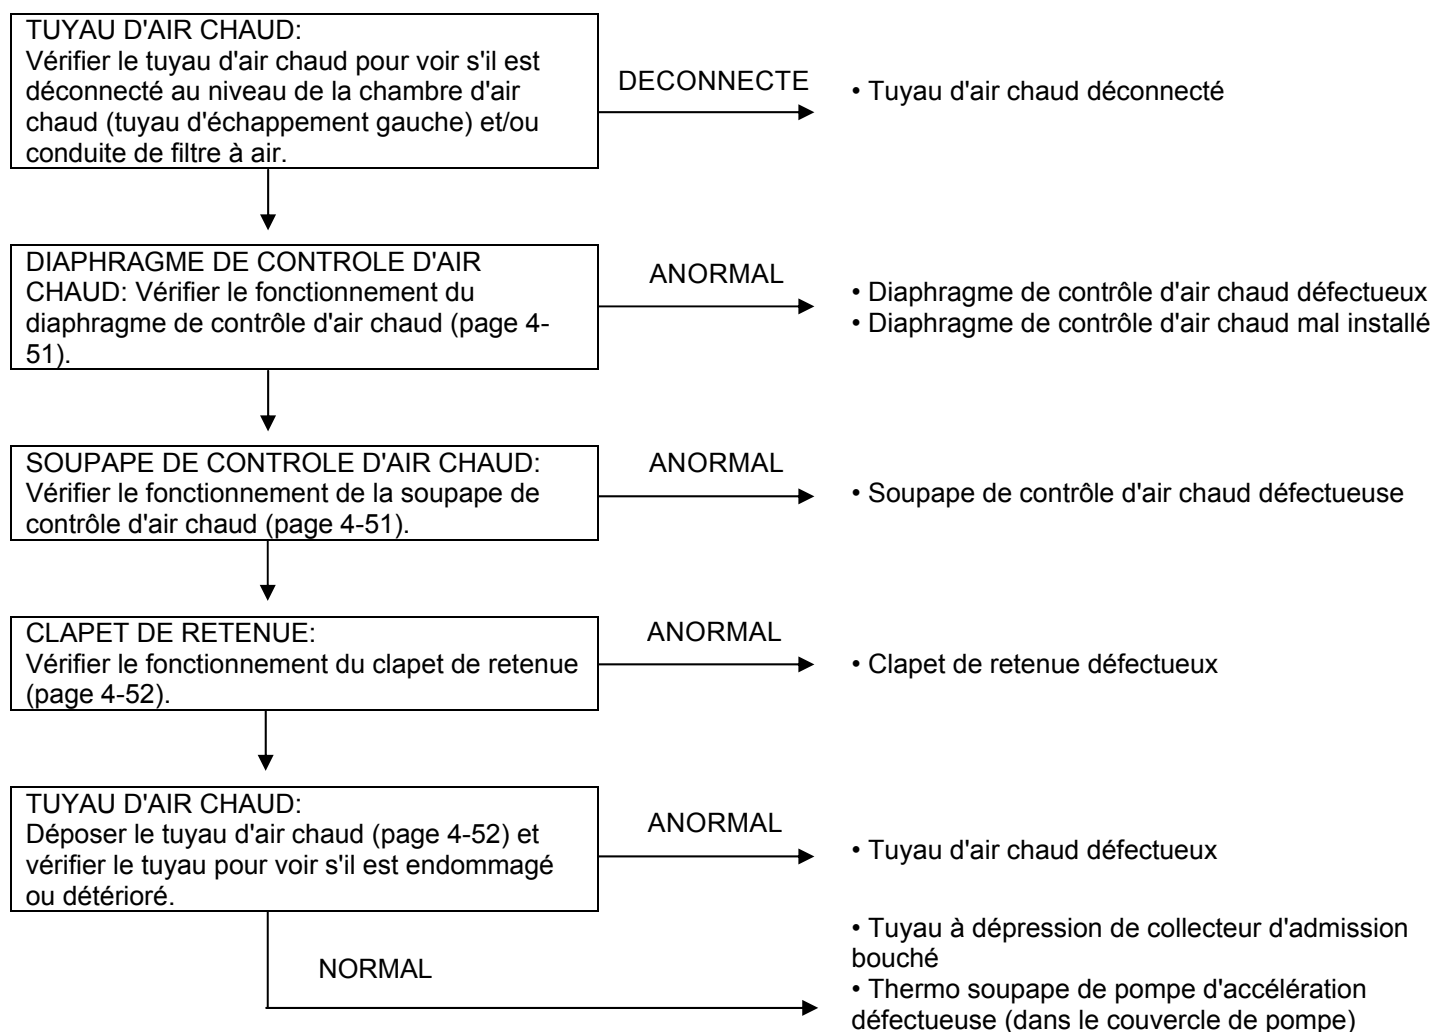 TUYAU D'AIR CHAUD:
Vérifier le tuyau d'air chaud pour voir s'il est
déconnecté au niveau de la chambre d'air
chaud (tuyau d'échappement gauche) et/ou
conduite de filtre à air.
DECONNECTE
• Tuyau d'air chaud déconnecté
DIAPHRAGME DE CONTROLE D'AIR
CHAUD: Vérifier le fonctionnement du
diaphragme de contrôle d'air chaud (page 4-
51).
ANORMAL
• Diaphragme de contrôle d'air chaud défectueux
• Diaphragme de contrôle d'air chaud mal installé
SOUPAPE DE CONTROLE D'AIR CHAUD:
Vérifier le fonctionnement de la soupape de
contrôle d'air chaud (page 4-51).
ANORMAL
• Soupape de contrôle d'air chaud défectueuse
CLAPET DE RETENUE:
Vérifier le fonctionnement du clapet de retenue
(page 4-52).
ANORMAL
• Clapet de retenue défectueux
TUYAU D'AIR CHAUD:
Déposer le tuyau d'air chaud (page 4-52) et
vérifier le tuyau pour voir s'il est endommagé
ou détérioré.
ANORMAL
• Tuyau d'air chaud défectueux
NORMAL
• Tuyau à dépression de collecteur d'admission
bouché
• Thermo soupape de pompe d'accélération
défectueuse (dans le couvercle de pompe)